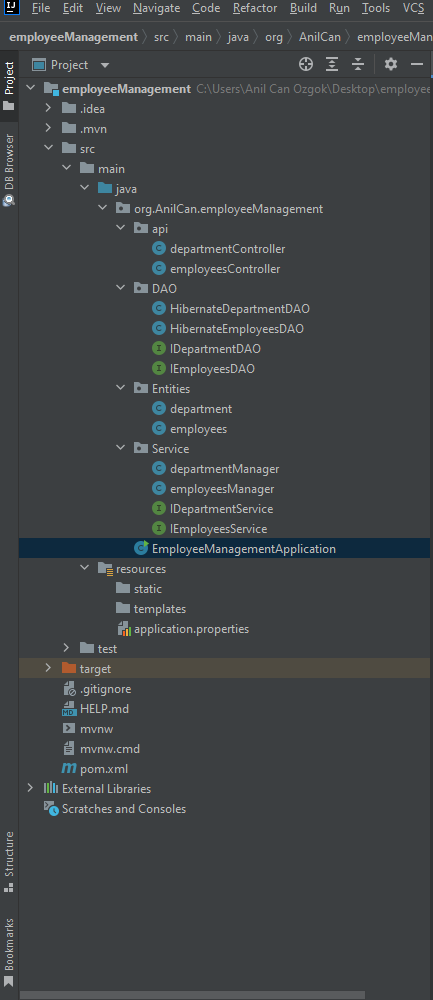 IJ File Edit View Navigate Code Refactor Build Run Tools VCS
employeeManagement src main java org AnilCan employeeMan
Project
employeeManagement C:\Users\Anil Can Ozgok\Desktop\employee
.idea
.mvn
src
main
java
org.AnilCan.employeeManagement
api
departmentController
employeesController
DAO
HibernateDepartmentDAO
HibernateEmployeesDAO
IDepartmentDAO
IEmployeesDAO
Entities
department
employees
Service
departmentManager
employeesManager
IDepartmentService
IEmployeesService
EmployeeManagementApplication
resources
static
templates
application.properties
test
target
.gitignore
HELP.md
mvnw
mvnw.cmd
pom.xml
External Libraries
Scratches and Consoles
Project
DB Browser
Structure
Bookmarks